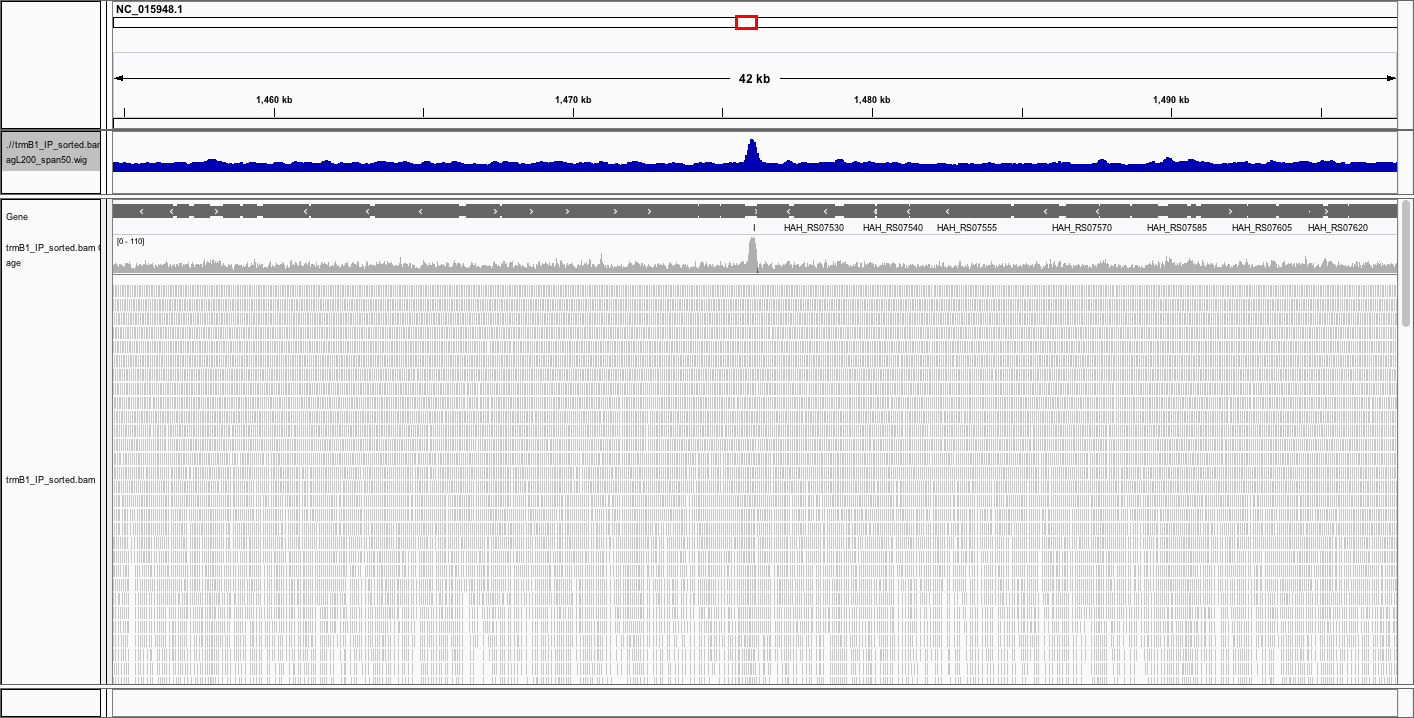 NC_015948.1
42 kb
1,460 kb 1,470 kb 1,480 kb 1,490 kb
.//trmB1_IP_sorted.bar
agL200_span50.wig
Gene
I HAH_RS07530 HAH_RS07540 HAH_RS07555 HAH_RS07570 HAH_RS07585 HAH_RS07605 HAH_RS07620
trmB1_IP_sorted.bam C
[0 - 110]
age
trmB1_IP_sorted.bam